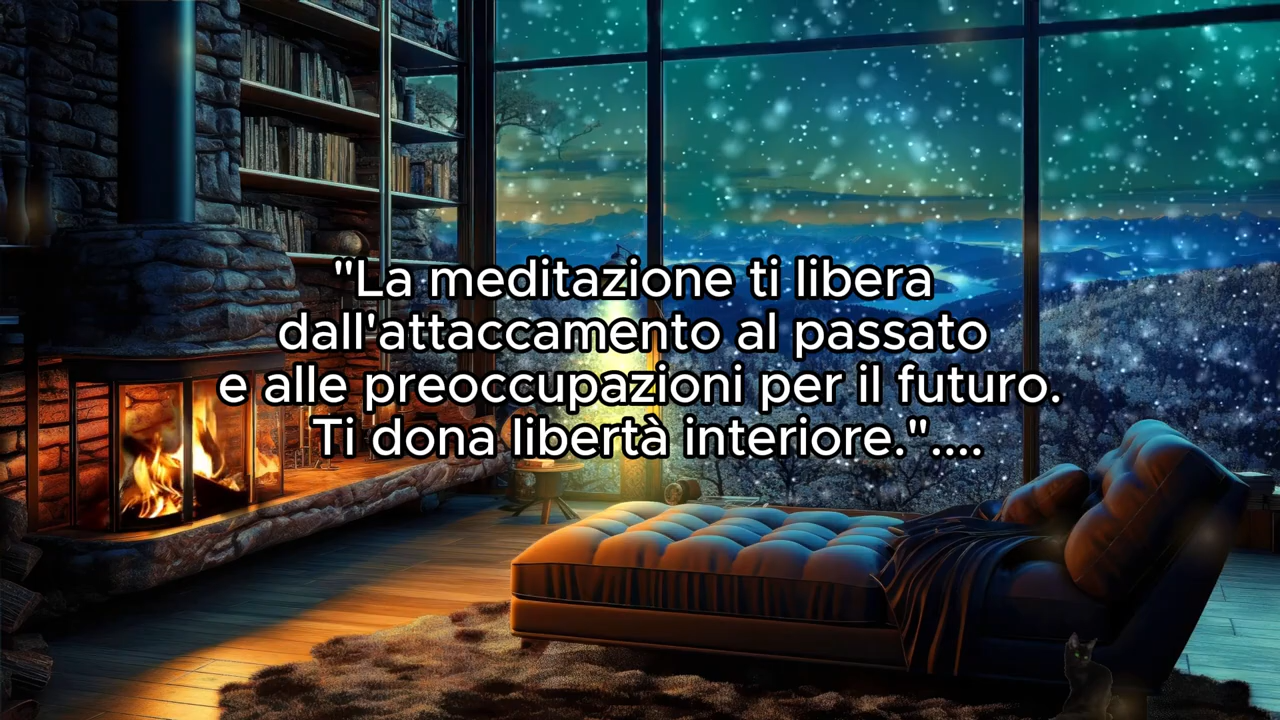 "La meditazione ti libera
dall'attaccamento al passato
e alle preoccupazioni per il futuro.
Ti dona libertà interiore."....